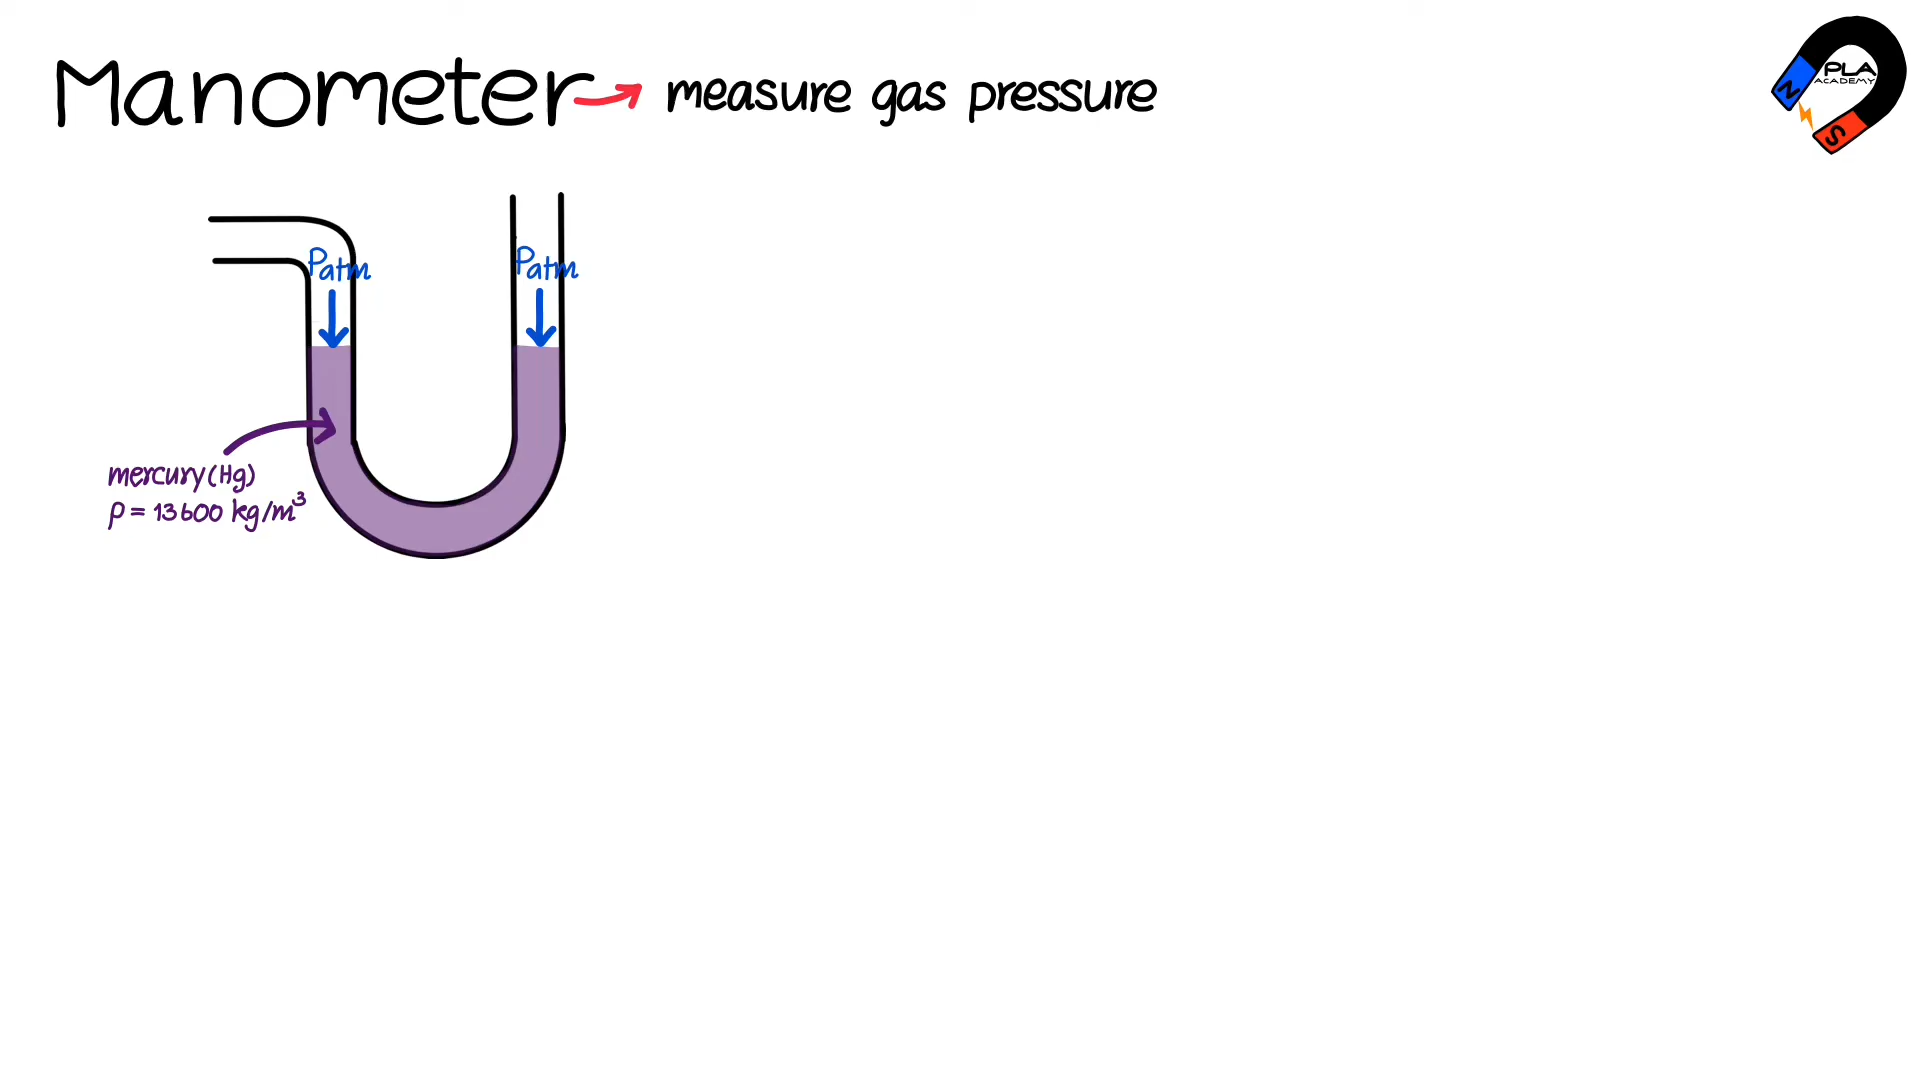 Manometer → measure gas pressure
PLA
ACADEMY
N
S
Patm Patm
mercury (Hg)
ρ = 13600 kg/m³